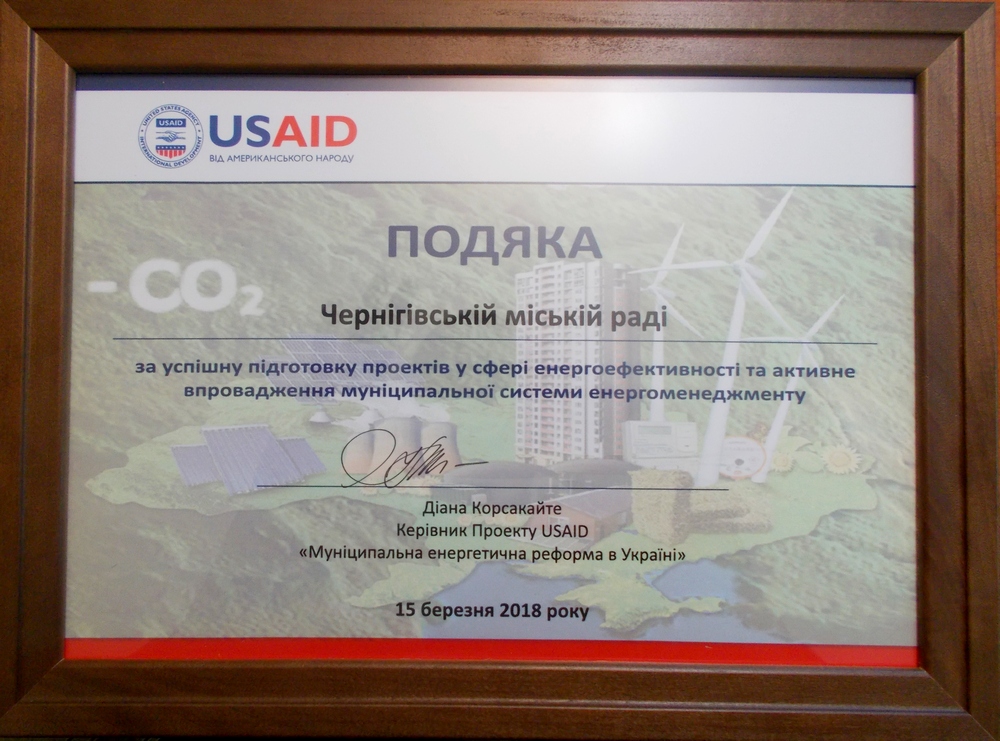 UNITED STATES AGENCY
USAID
INTERNATIONAL DEVELOPMENT
USAID
ВІД АМЕРИКАНСЬКОГО НАРОДУ
ПОДЯКА
- CO₂
Чернігівській міській раді
за успішну підготовку проектів у сфері енергоефективності та активне
впровадження муніципальної системи енергоменеджменту
Діана Корсакайте
Керівник Проекту USAID
«Муніципальна енергетична реформа в Україні»
15 березня 2018 року